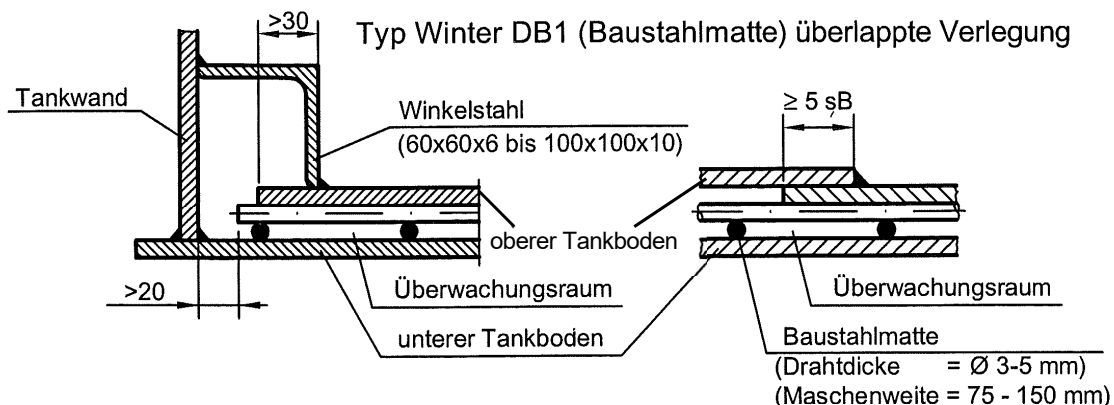 >30
Typ Winter DB1 (Baustahlmatte) überlappte Verlegung
Tankwand
Winkelstahl
(60x60x6 bis 100x100x10)
≥ 5 sB
oberer Tankboden
>20
Überwachungsraum
Überwachungsraum
unterer Tankboden
Baustahlmatte
(Drahtdicke = Ø 3-5 mm)
(Maschenweite = 75 - 150 mm)